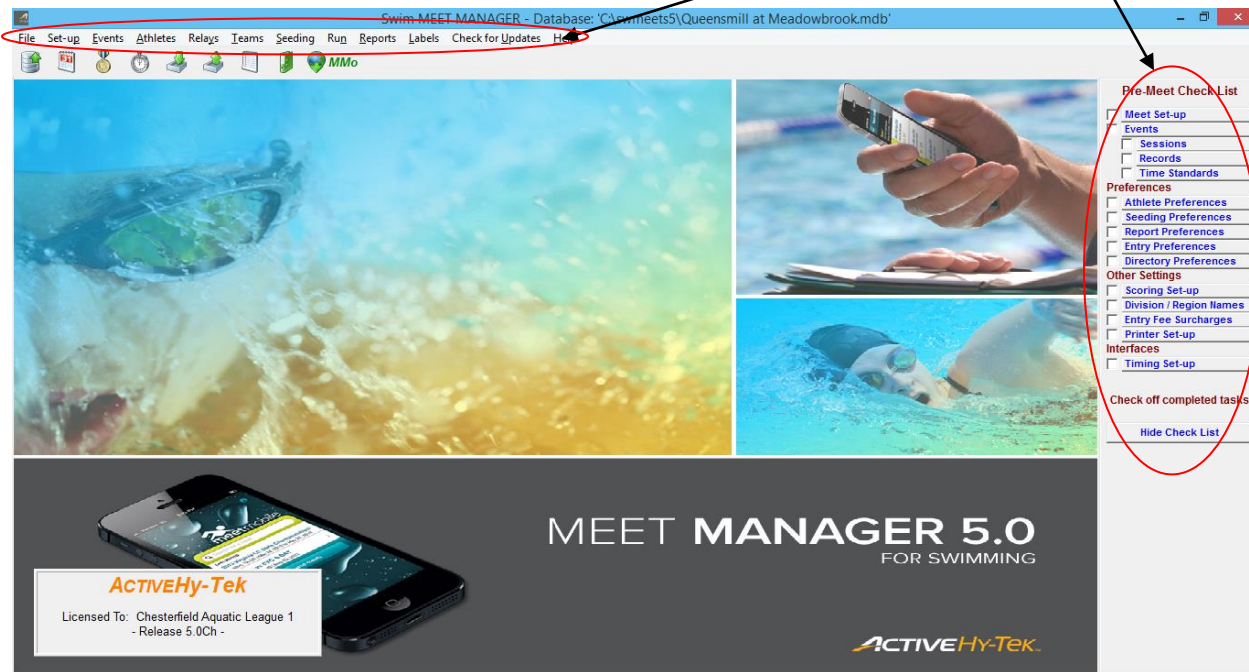 Swim MEET MANAGER - Database: 'C:\swmeets5\Queensmill at Meadowbrook.mdb'
File Set-up Events Athletes Relays Teams Seeding Run Reports Labels Check for Updates Help
31 MMo
Pre-Meet Check List
Meet Set-up
Events
Sessions
Records
Time Standards
Preferences
Athlete Preferences
Seeding Preferences
Report Preferences
Entry Preferences
Directory Preferences
Other Settings
Scoring Set-up
Division / Region Names
Entry Fee Surcharges
Printer Set-up
Interfaces
Timing Set-up
Check off completed tasks
Hide Check List
meetmobile
MEET MANAGER 5.0
FOR SWIMMING
ACTIVEHy-Tek
Licensed To: Chesterfield Aquatic League 1
- Release 5.0Ch -
ACTIVEHY-TEK